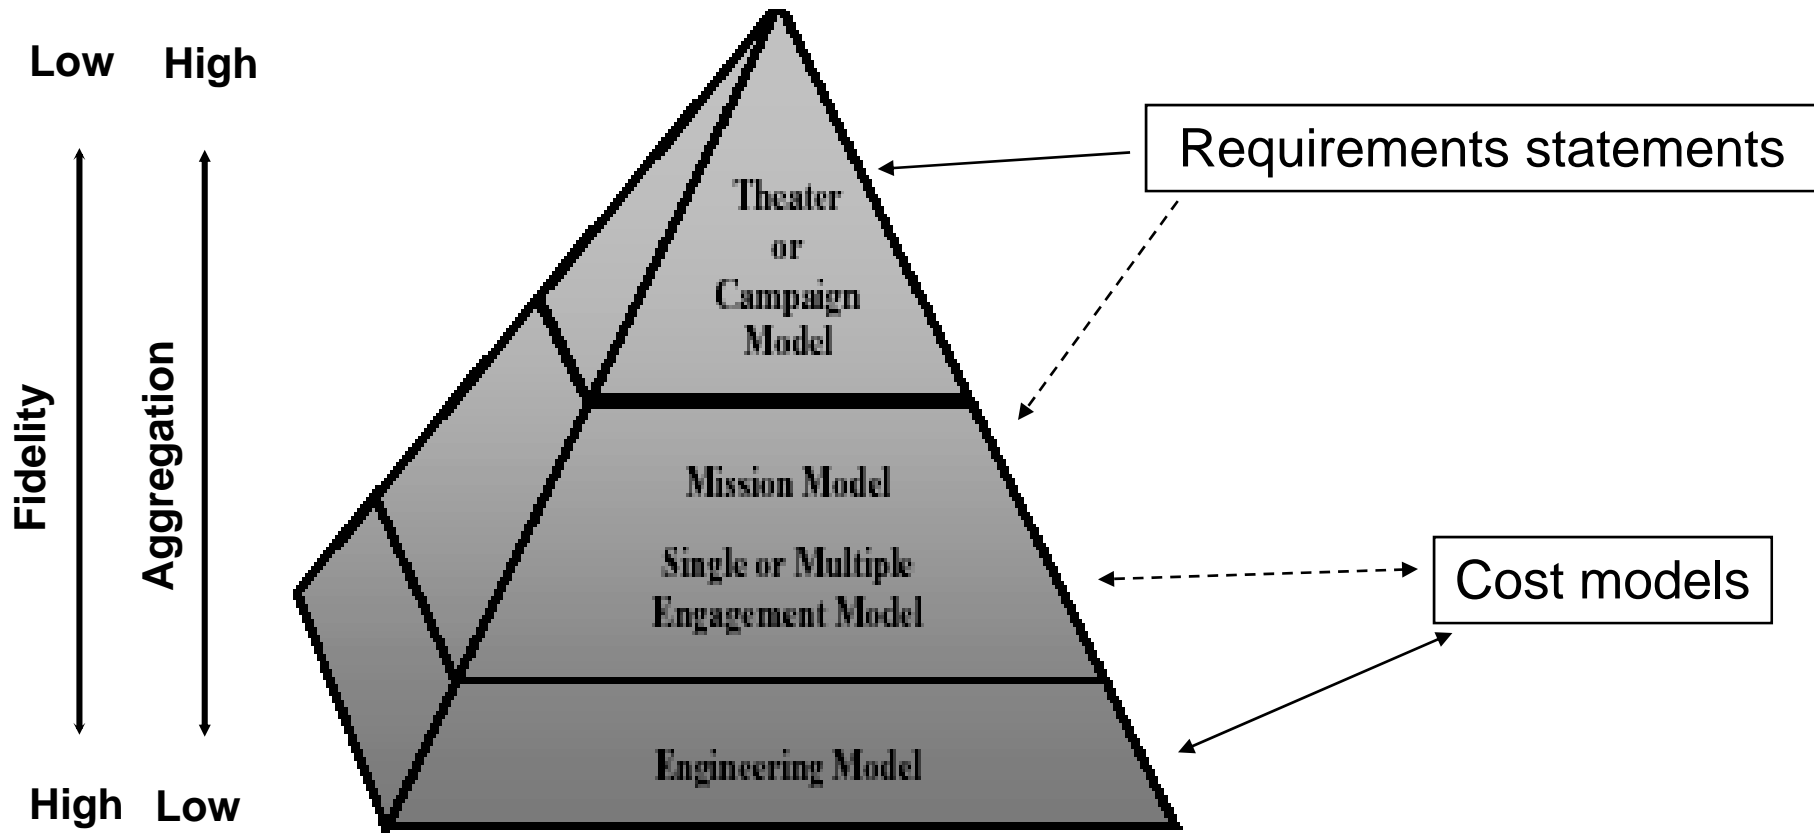 Low High
Fidelity
Aggregation
High Low
Theater
or
Campaign
Model
Mission Model
Single or Multiple
Engagement Model
Engineering Model
Requirements statements
Cost models